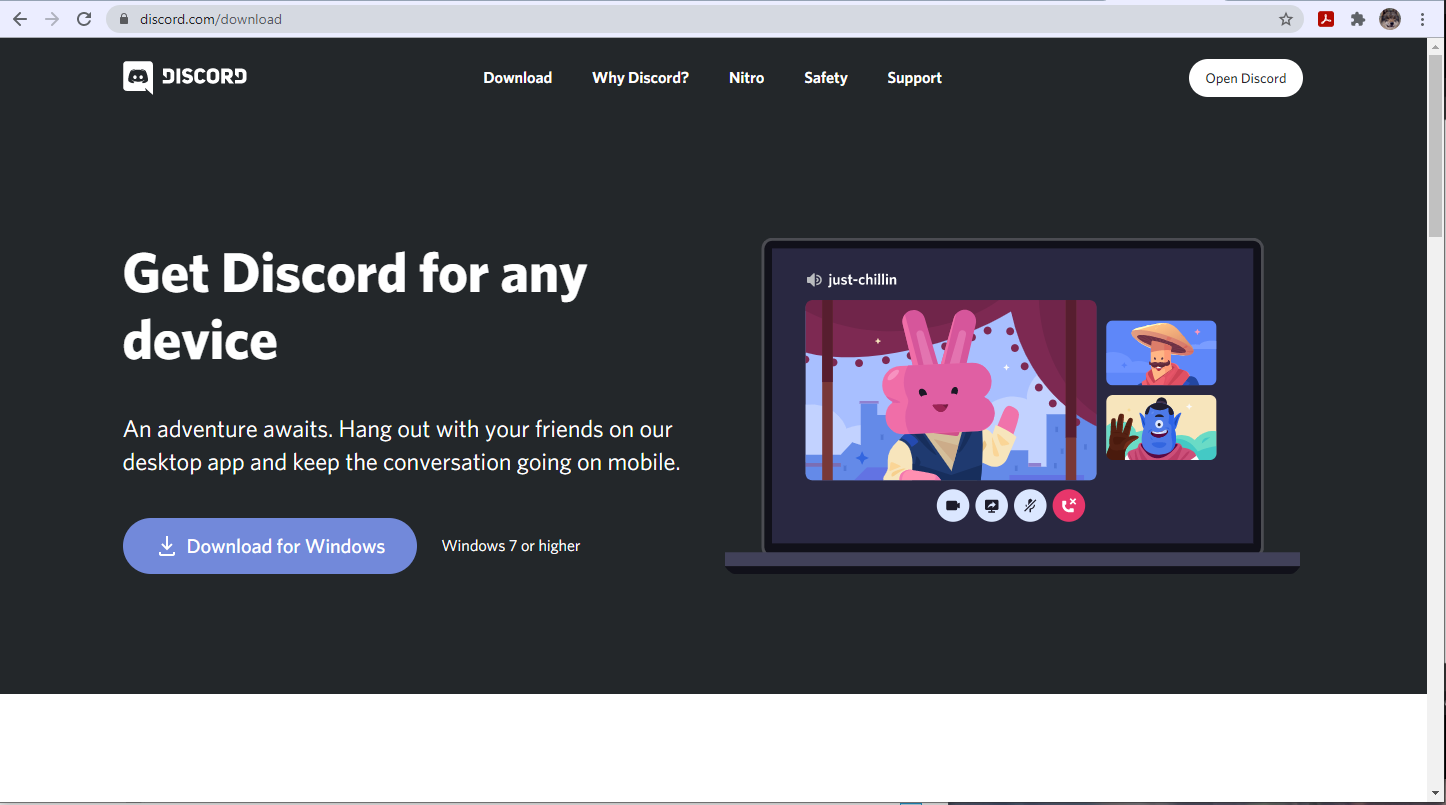 discord.com/download
DISCORD
Download Why Discord? Nitro Safety Support
Open Discord
Get Discord for any
device
An adventure awaits. Hang out with your friends on our
desktop app and keep the conversation going on mobile.
Download for Windows
Windows 7 or higher
just-chillin